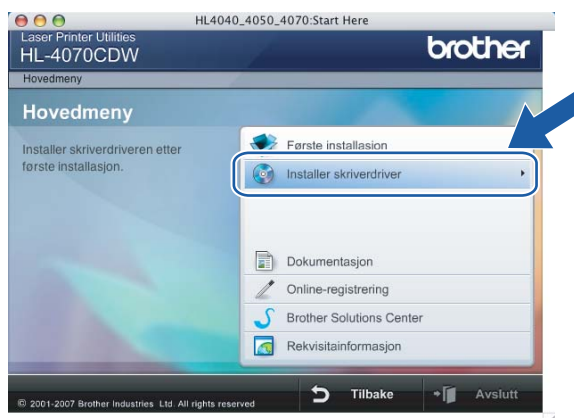 HL4040_4050_4070:Start Here
Laser Printer Utilities
HL-4070CDW
brother
Hovedmeny
Hovedmeny
Installer skriverdriveren etter
første installasjon.
Første installasion
Installer skriverdriver
Dokumentasjon
Online-registrering
Brother Solutions Center
Rekvisitainformasjon
© 2001-2007 Brother Industries Ltd. All rights reserved
Tilbake
Avslutt